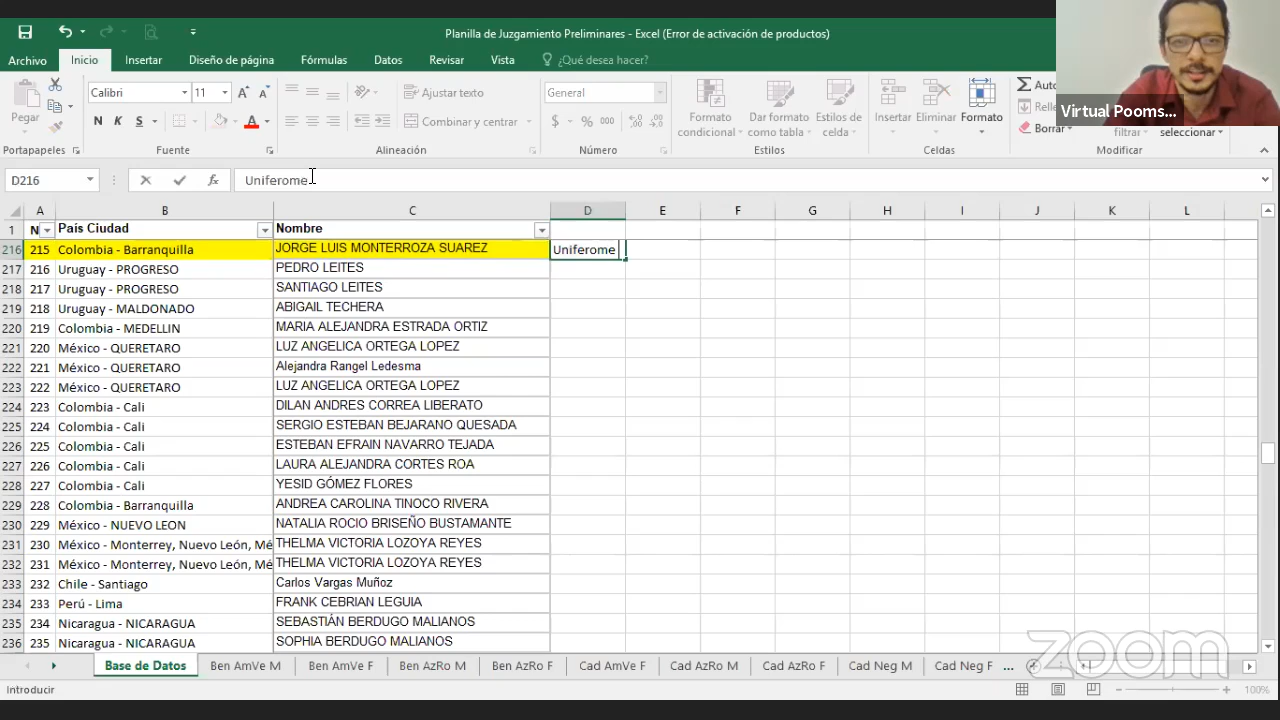 Planilla de Juzgamiento Preliminares - Excel (Error de activación de productos)
Archivo Inicio Insertar Diseño de página Fórmulas Datos Revisar Vista ¿Qué desea hacer?
Virtual Pooms...
Pegar
Calibri 11
N K S
Ajustar texto
Combinar y centrar
General
$ % 000
Formato condicional
Dar formato como tabla
Estilos de celda
Insertar Eliminar Formato
Borrar
filtrar seleccionar
Portapapeles Fuente Alineación Número Estilos Celdas Modificar
D216 fx Uniferome
A B C D E F G H I J K L
1 País Ciudad Nombre
216 215 Colombia - Barranquilla JORGE LUIS MONTERROZA SUAREZ Uniferome
217 216 Uruguay - PROGRESO PEDRO LEITES
218 217 Uruguay - PROGRESO SANTIAGO LEITES
219 218 Uruguay - MALDONADO ABIGAIL TECHERA
220 219 Colombia - MEDELLIN MARIA ALEJANDRA ESTRADA ORTIZ
221 220 México - QUERETARO LUZ ANGELICA ORTEGA LOPEZ
222 221 México - QUERETARO Alejandra Rangel Ledesma
223 222 México - QUERETARO LUZ ANGELICA ORTEGA LOPEZ
224 223 Colombia - Cali DILAN ANDRES CORREA LIBERATO
225 224 Colombia - Cali SERGIO ESTEBAN BEJARANO QUESADA
226 225 Colombia - Cali ESTEBAN EFRAIN NAVARRO TEJADA
227 226 Colombia - Cali LAURA ALEJANDRA CORTES ROA
228 227 Colombia - Cali YESID GÓMEZ FLORES
229 228 Colombia - Barranquilla ANDREA CAROLINA TINOCO RIVERA
230 229 México - NUEVO LEON NATALIA ROCIO BRISEÑO BUSTAMANTE
231 230 México - Monterrey, Nuevo León, Mé THELMA VICTORIA LOZOYA REYES
232 231 México - Monterrey, Nuevo León, Mé THELMA VICTORIA LOZOYA REYES
233 232 Chile - Santiago Carlos Vargas Muñoz
234 233 Perú - Lima FRANK CEBRIAN LEGUIA
235 234 Nicaragua - NICARAGUA SEBASTIÁN BERDUGO MALIANOS
236 235 Nicaragua - NICARAGUA SOPHIA BERDUGO MALIANOS
zoom
Base de Datos Ben AmVe M Ben AmVe F Ben AzRo M Ben AzRo F Cad AmVe F Cad AzRo M Cad AzRo F Cad Neg M Cad Neg F ...
Introducir 100%